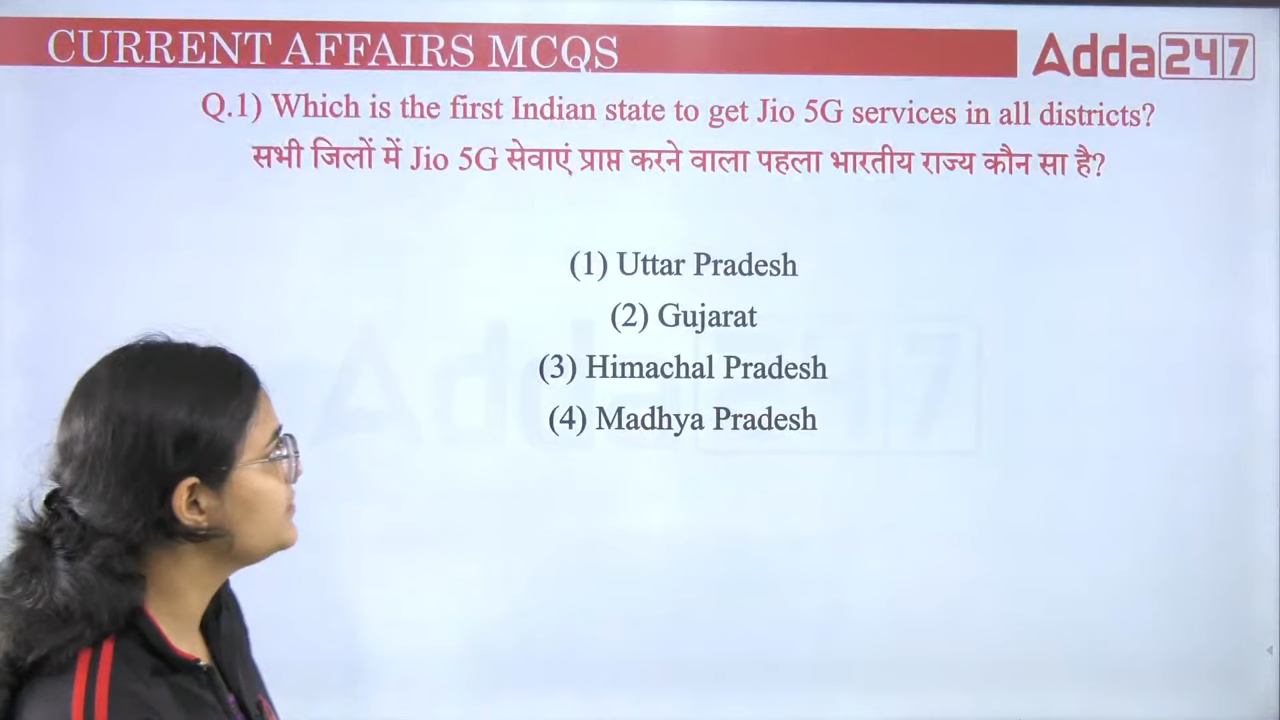 CURRENT AFFAIRS MCQS
Adda247
Q.1) Which is the first Indian state to get Jio 5G services in all districts?
सभी जिलों में Jio 5G सेवाएं प्राप्त करने वाला पहला भारतीय राज्य कौन सा है?
(1) Uttar Pradesh
(2) Gujarat
(3) Himachal Pradesh
(4) Madhya Pradesh
Adda247